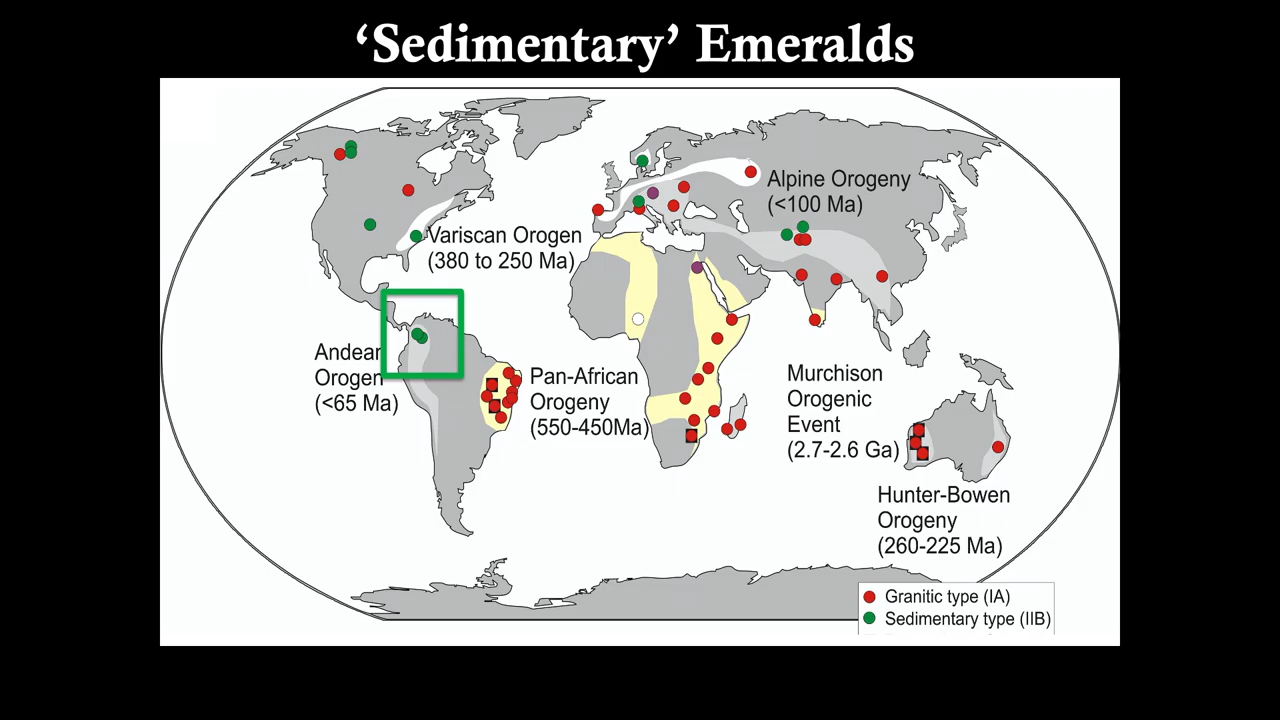 ‘Sedimentary’ Emeralds
Alpine Orogeny
(<100 Ma)
Variscan Orogen
(380 to 250 Ma)
Andean
Orogen
(<65 Ma)
Pan-African
Orogeny
(550-450Ma)
Murchison
Orogenic
Event
(2.7-2.6 Ga)
Hunter-Bowen
Orogeny
(260-225 Ma)
Granitic type (IA)
Sedimentary type (IIB)